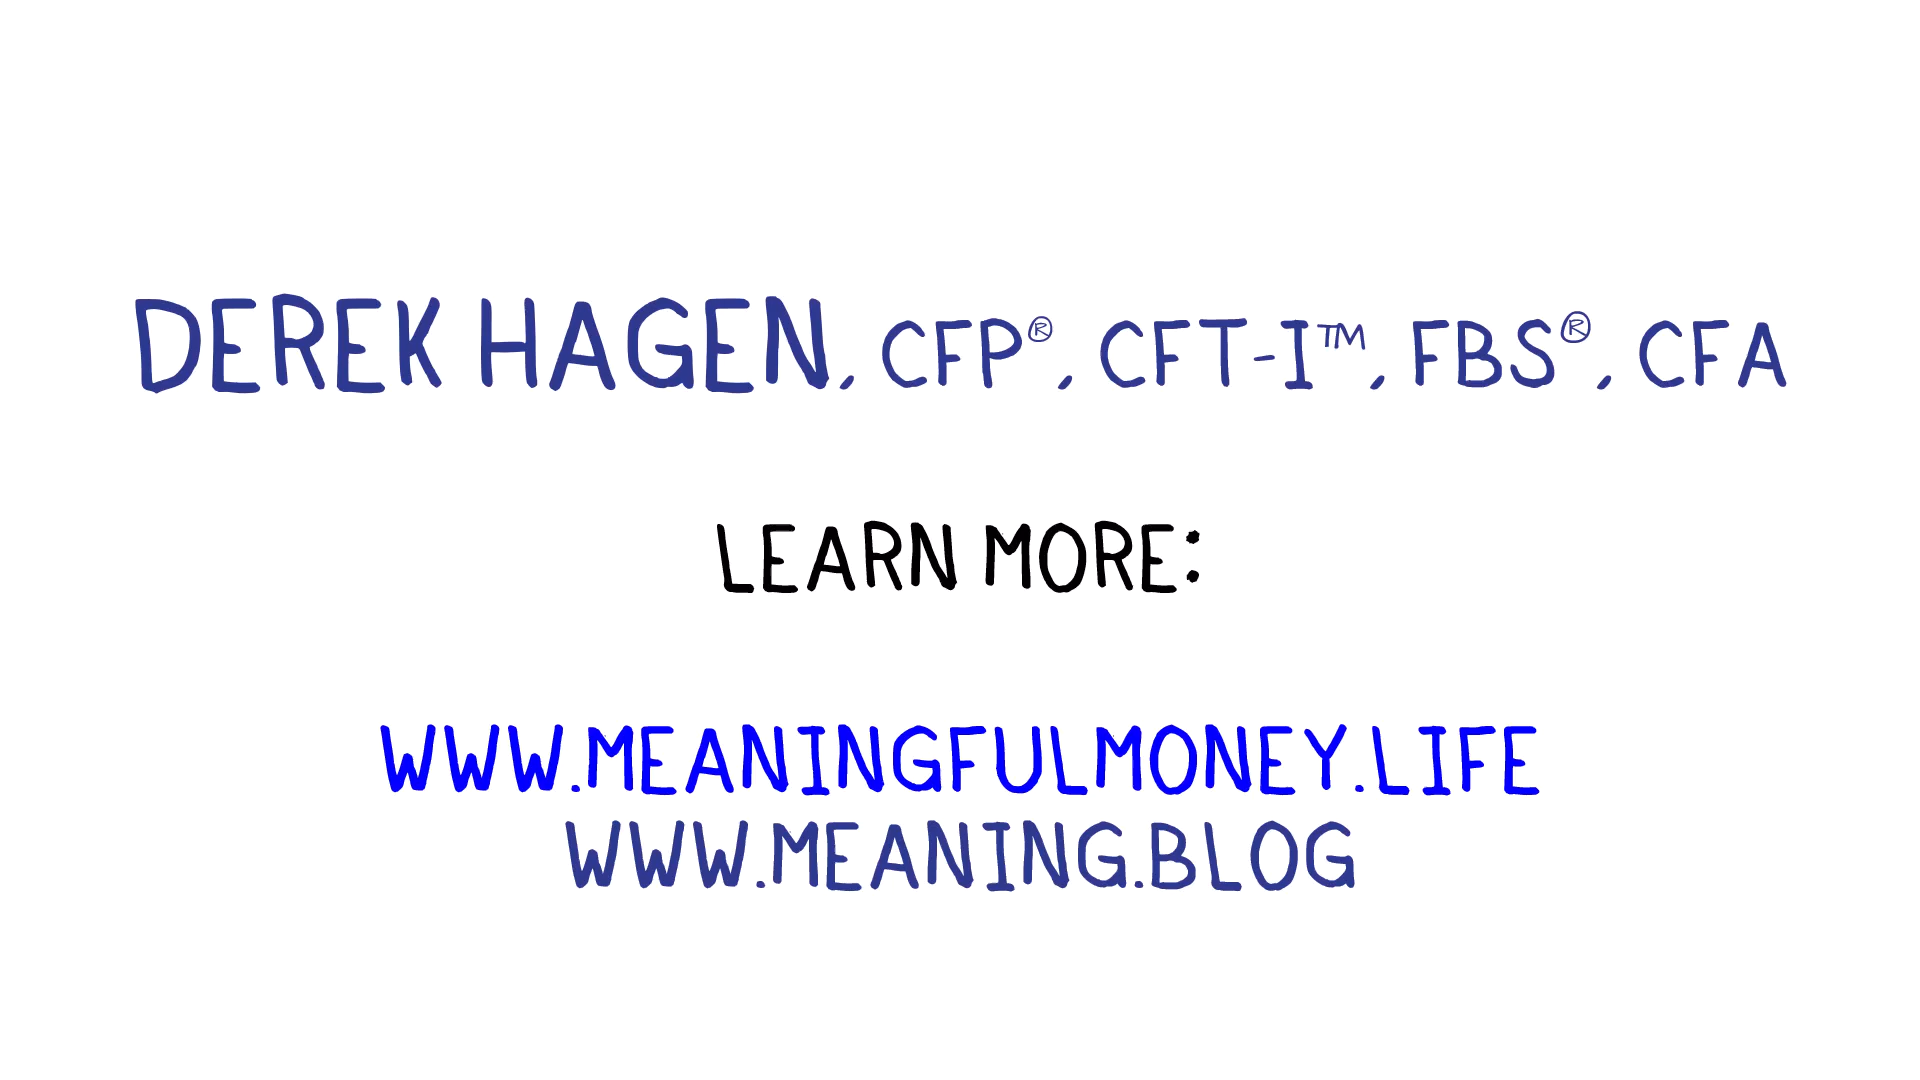 DEREK HAGEN, CFP®, CFT-I™, FBS®, CFA
LEARN MORE:
WWW.MEANINGFULMONEY.LIFE
WWW.MEANING.BLOG